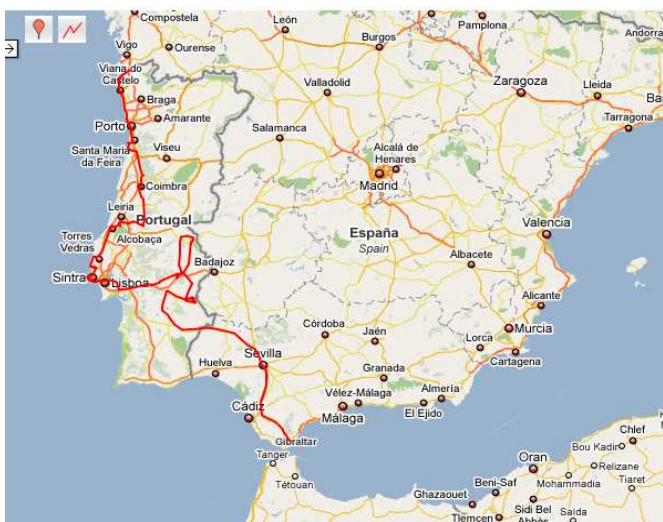 Compostela
León
Burgos
Pamplona
Andorra
Vigo
Ourense
Viana do
Castelo
Braga
Amarante
Porto
Santa Maria
da Feira
Viseu
Valladolid
Zaragoza
Lleida
Tarragona
Salamanca
Alcalá de
Henares
Madrid
Coimbra
Leiria
Portugal
España
Spain
Valencia
Torres
Vedras
Alcobaça
Badajoz
Albacete
Sintra
Lisboa
Alicante
Murcia
Lorca
Cartagena
Córdoba
Jaén
Huelva
Sevilla
Granada
Almería
Vélez-Málaga
El Ejido
Málaga
Cádiz
Gibraltar
Tanger
Tétouan
Oran
Chlef
Bou Kadir
Relizane
Mohammadia
Tiaret
Beni-Saf
Ghazaouet
Sidi Bel
Abbès
Saïda
Tlemcen